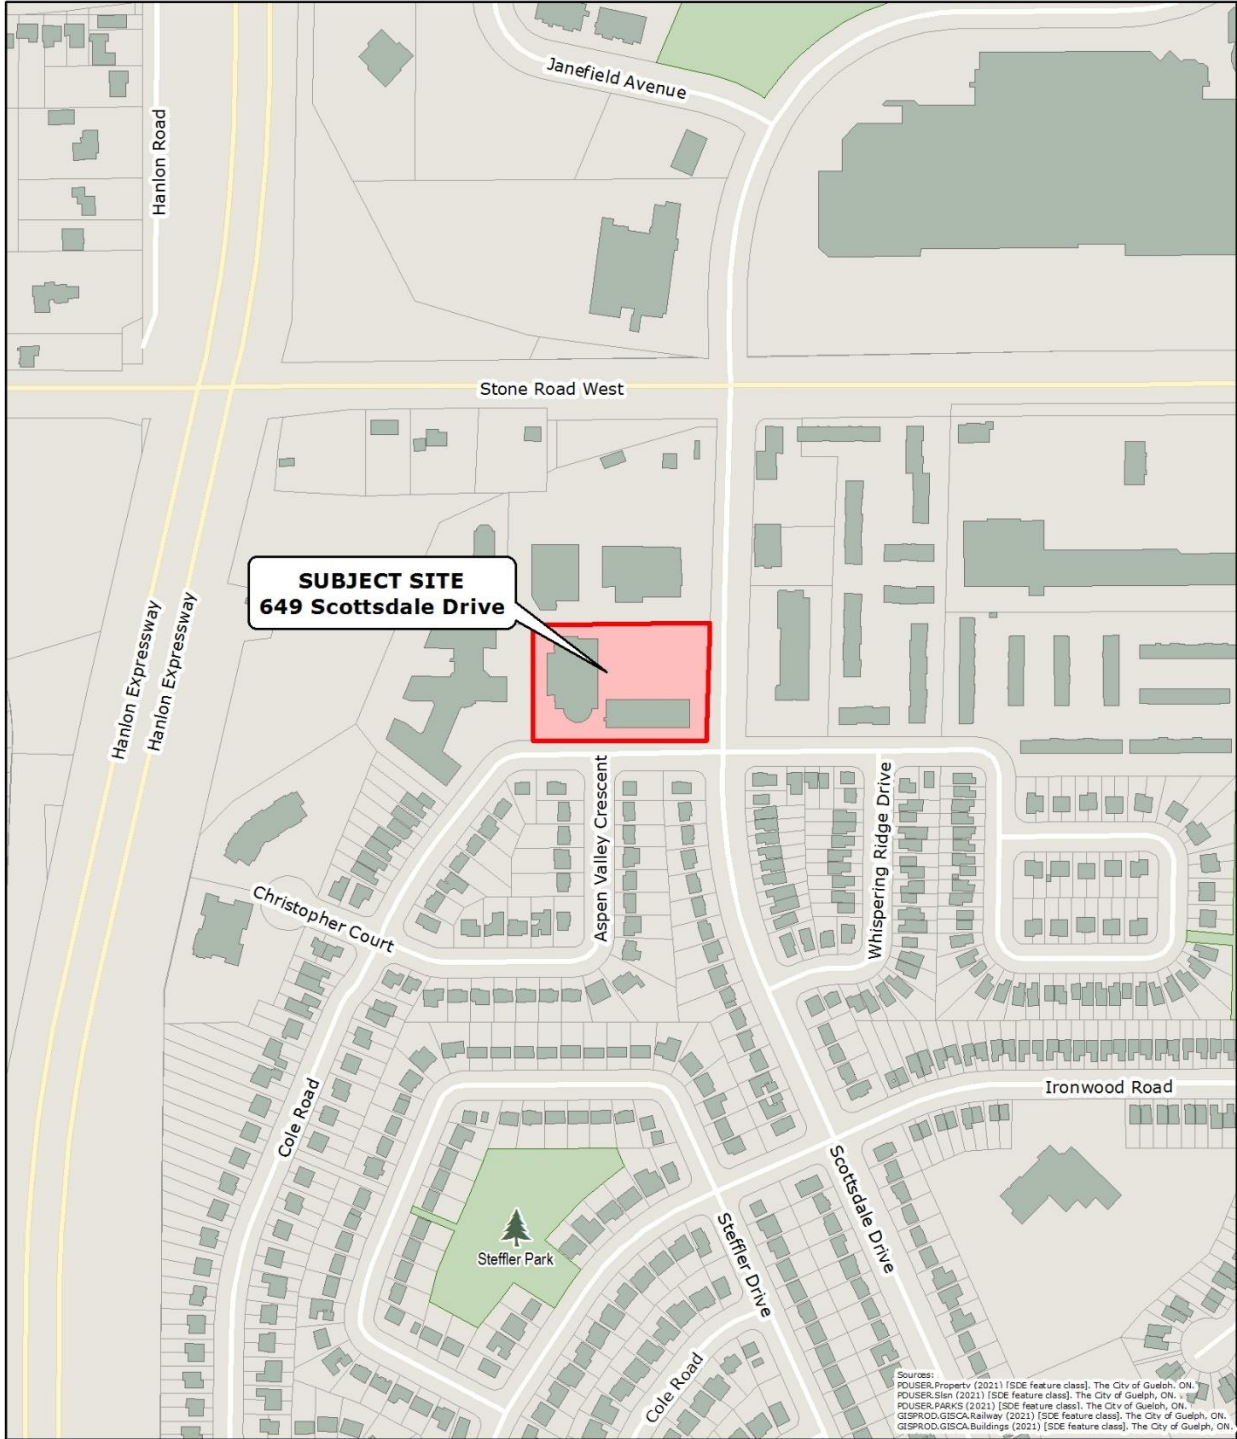 Janefield Avenue
Hanlon Road
Stone Road West
SUBJECT SITE
649 Scottsdale Drive
Hanlon Expressway
Hanlon Expressway
Aspen Valley Crescent
Whispering Ridge Drive
Christopher Court
Cole Road
Ironwood Road
Scottsdale Drive
Steffler Drive
Steffler Park
Cole Road
Sources:
PDUSER.Property (2021) [SDE feature class]. The City of Guelph, ON.
PDUSER.Slsn (2021) [SDE feature class]. The City of Guelph, ON.
PDUSER.PARKS (2021) [SDE feature class]. The City of Guelph, ON.
GISPROD.GISCA.Railway (2021) [SDE feature class]. The City of Guelph, ON.
GISPROD.GISCA.Buildings (2021) [SDE feature class]. The City of Guelph, ON.